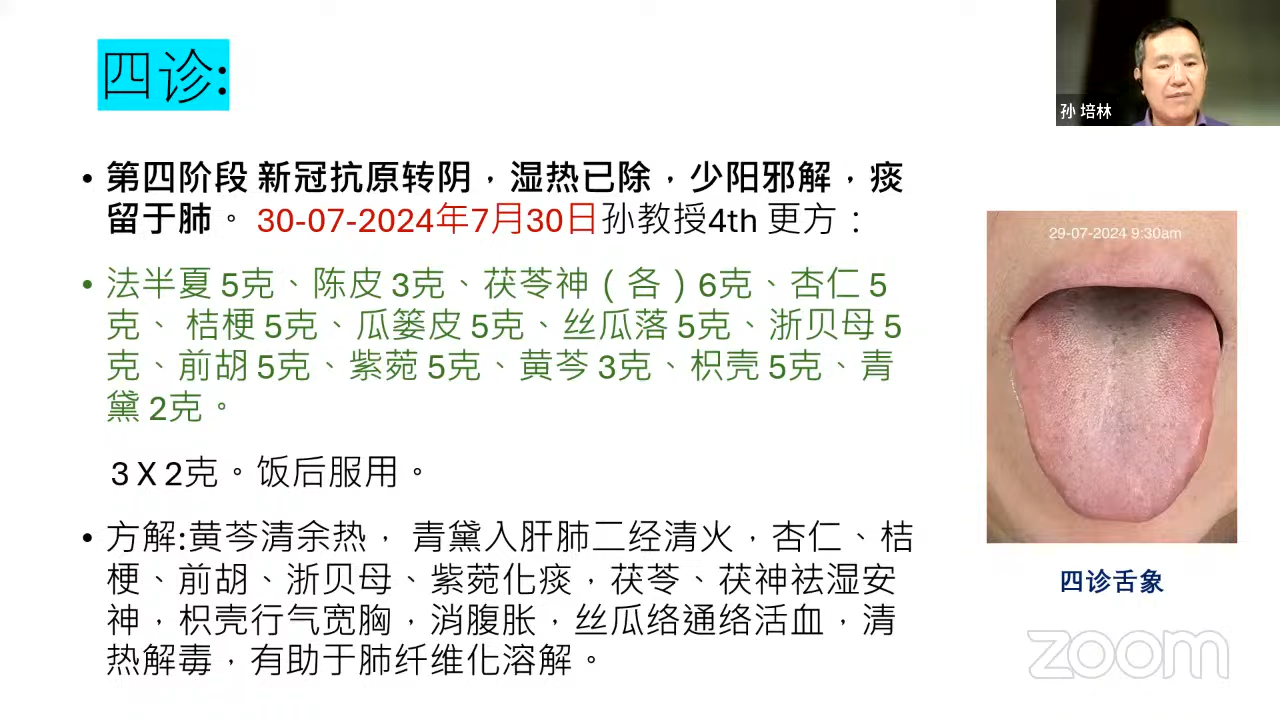 四诊:
孙 培林
• 第四阶段 新冠抗原转阴，湿热已除，少阳邪解，痰
留于肺。 30-07-2024年7月30日孙教授4th 更方：
• 法半夏 5克、陈皮 3克、茯苓神（各）6克、杏仁 5
克、 桔梗 5克、瓜篓皮 5克、丝瓜落 5克、浙贝母 5
克、前胡 5克、紫菀 5克、黄芩 3克、枳壳 5克、青
黛 2克。
3 X 2克。饭后服用。
• 方解:黄芩清余热， 青黛入肝肺二经清火，杏仁、桔
梗、前胡、浙贝母、紫菀化痰，茯苓、茯神祛湿安
神，枳壳行气宽胸，消腹胀，丝瓜络通络活血，清
热解毒，有助于肺纤维化溶解。
29-07-2024 9:30am
四诊舌象
zoom